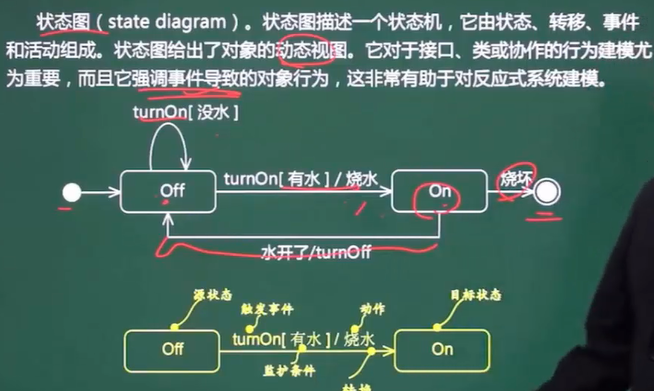 状态图（state diagram）。状态图描述一个状态机，它由状态、转移、事件
和活动组成。状态图给出了对象的动态视图。它对于接口、类或协作的行为建模尤
为重要，而且它强调事件导致的对象行为，这非常有助于对反应式系统建模。
turnOn[ 没水 ]
Off
turnOn[ 有水 ] / 烧水
On
烧坏
水开了/turnOff
源状态
触发事件
动作
目标状态
Off
turnOn[ 有水 ] / 烧水
On
监护条件